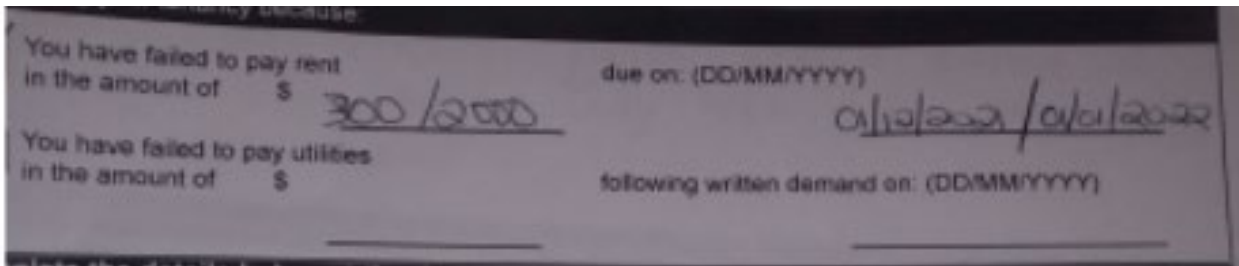 tenancy because:
You have failed to pay rent due on: (DD/MM/YYYY)
in the amount of $ 300/2000 01/12/2021/01/01/2022
You have failed to pay utilities
in the amount of $ following written demand on: (DD/MM/YYYY)